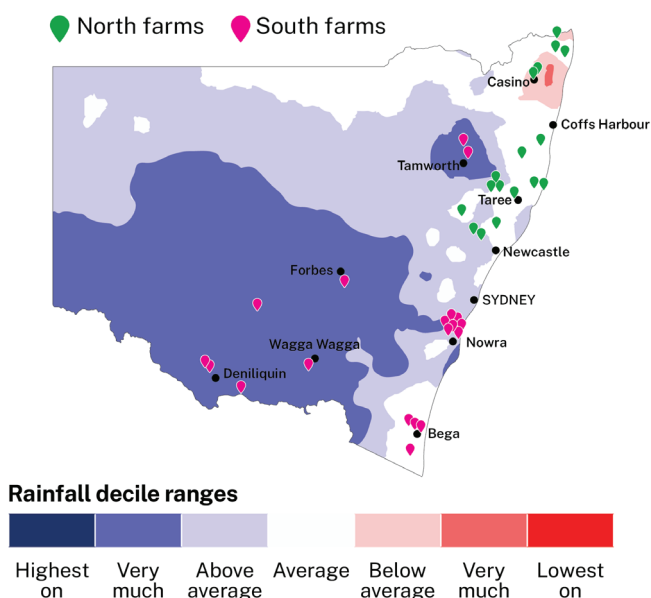 North farms South farms
Casino
Coffs Harbour
Tamworth
Taree
Newcastle
Forbes
SYDNEY
Wagga Wagga
Nowra
Deniliquin
Bega
Rainfall decile ranges
Highest Very Above Average Below Very Lowest
on much average average much on